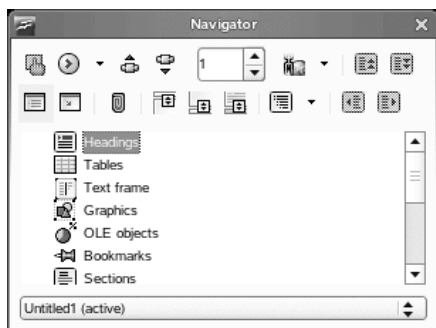 Navigator
1
Headings
Tables
Text frame
Graphics
OLE objects
Bookmarks
Sections
Untitled1 (active)